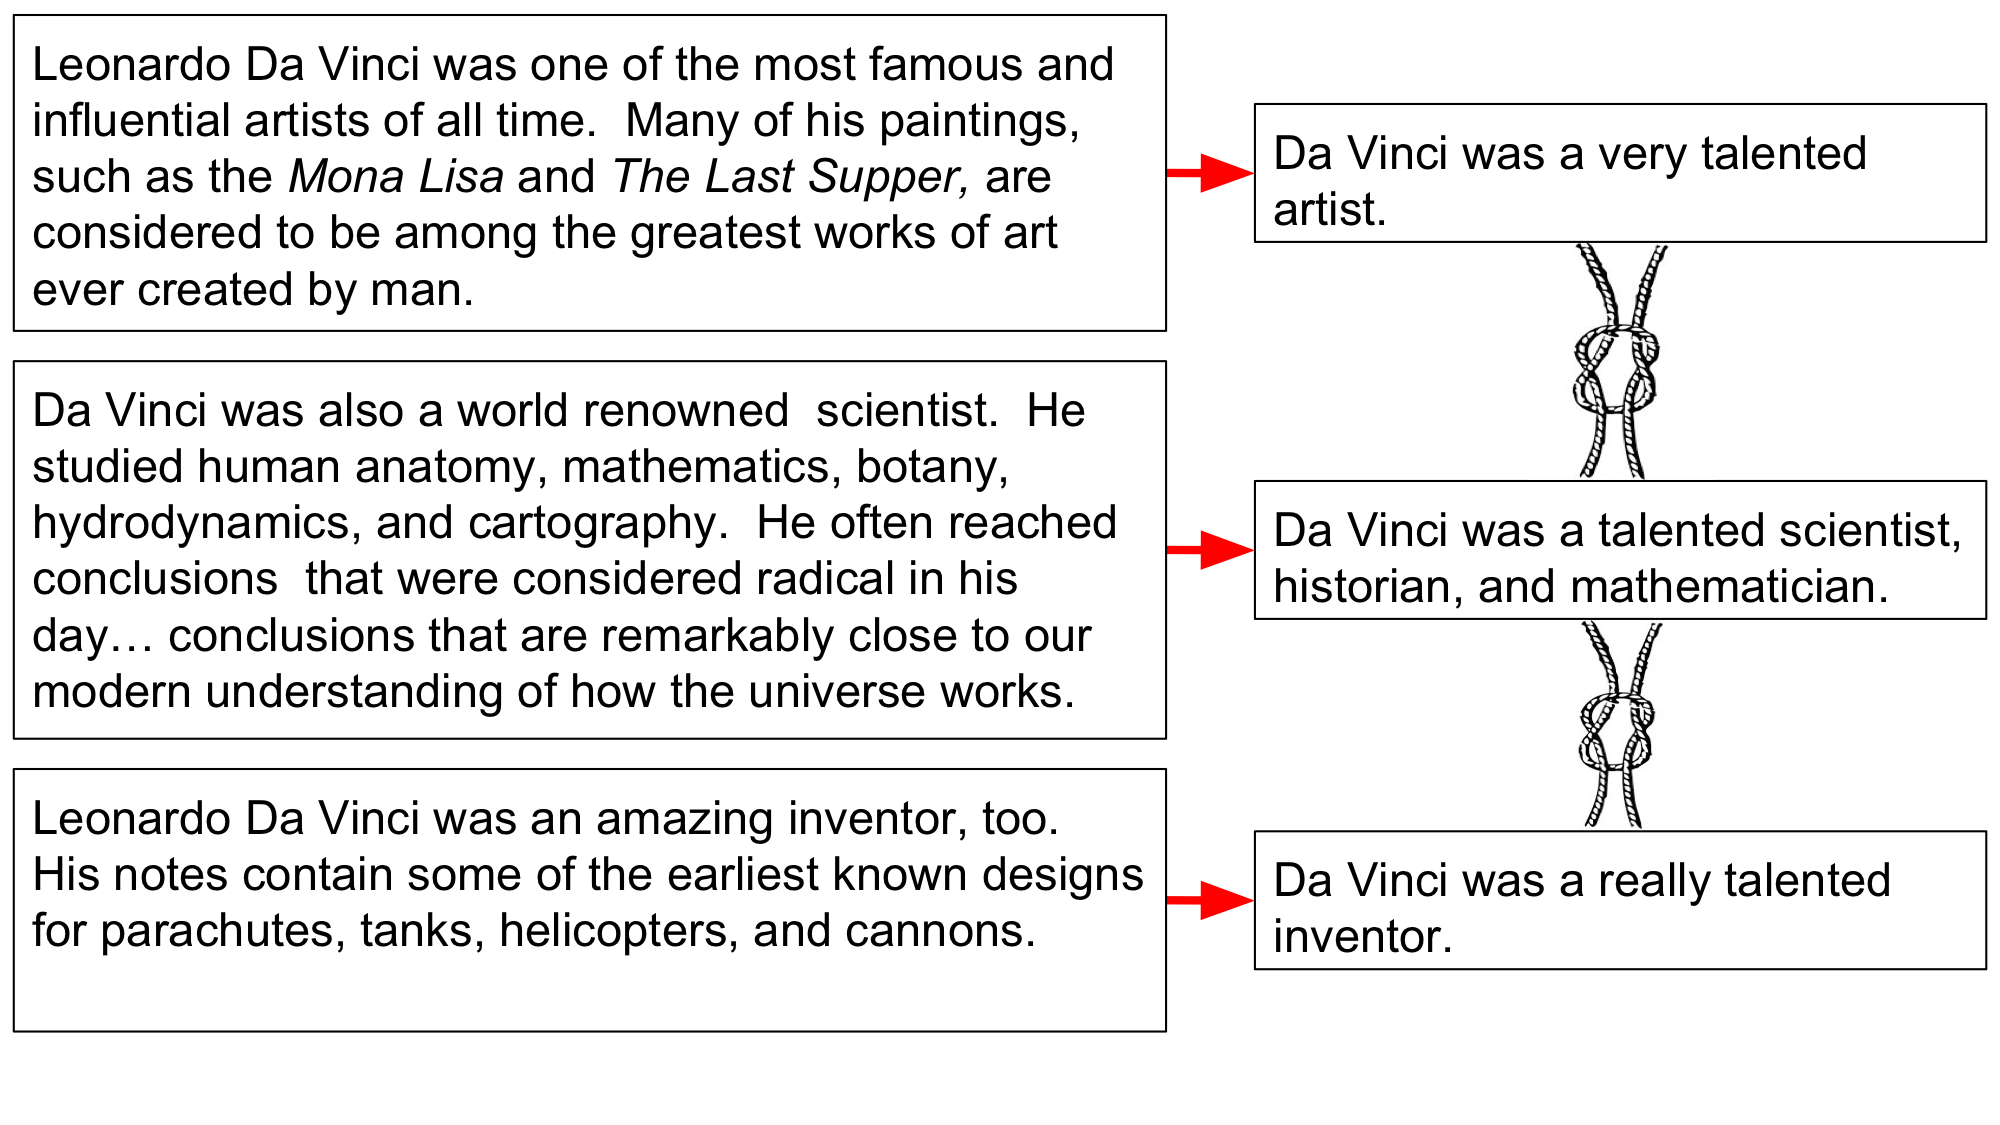 Leonardo Da Vinci was one of the most famous and
influential artists of all time.  Many of his paintings,
such as the Mona Lisa and The Last Supper, are
considered to be among the greatest works of art
ever created by man.
Da Vinci was a very talented
artist.
Da Vinci was also a world renowned  scientist.  He
studied human anatomy, mathematics, botany,
hydrodynamics, and cartography.  He often reached
conclusions  that were considered radical in his
day… conclusions that are remarkably close to our
modern understanding of how the universe works.
Da Vinci was a talented scientist,
historian, and mathematician.
Leonardo Da Vinci was an amazing inventor, too.
His notes contain some of the earliest known designs
for parachutes, tanks, helicopters, and cannons.
Da Vinci was a really talented
inventor.